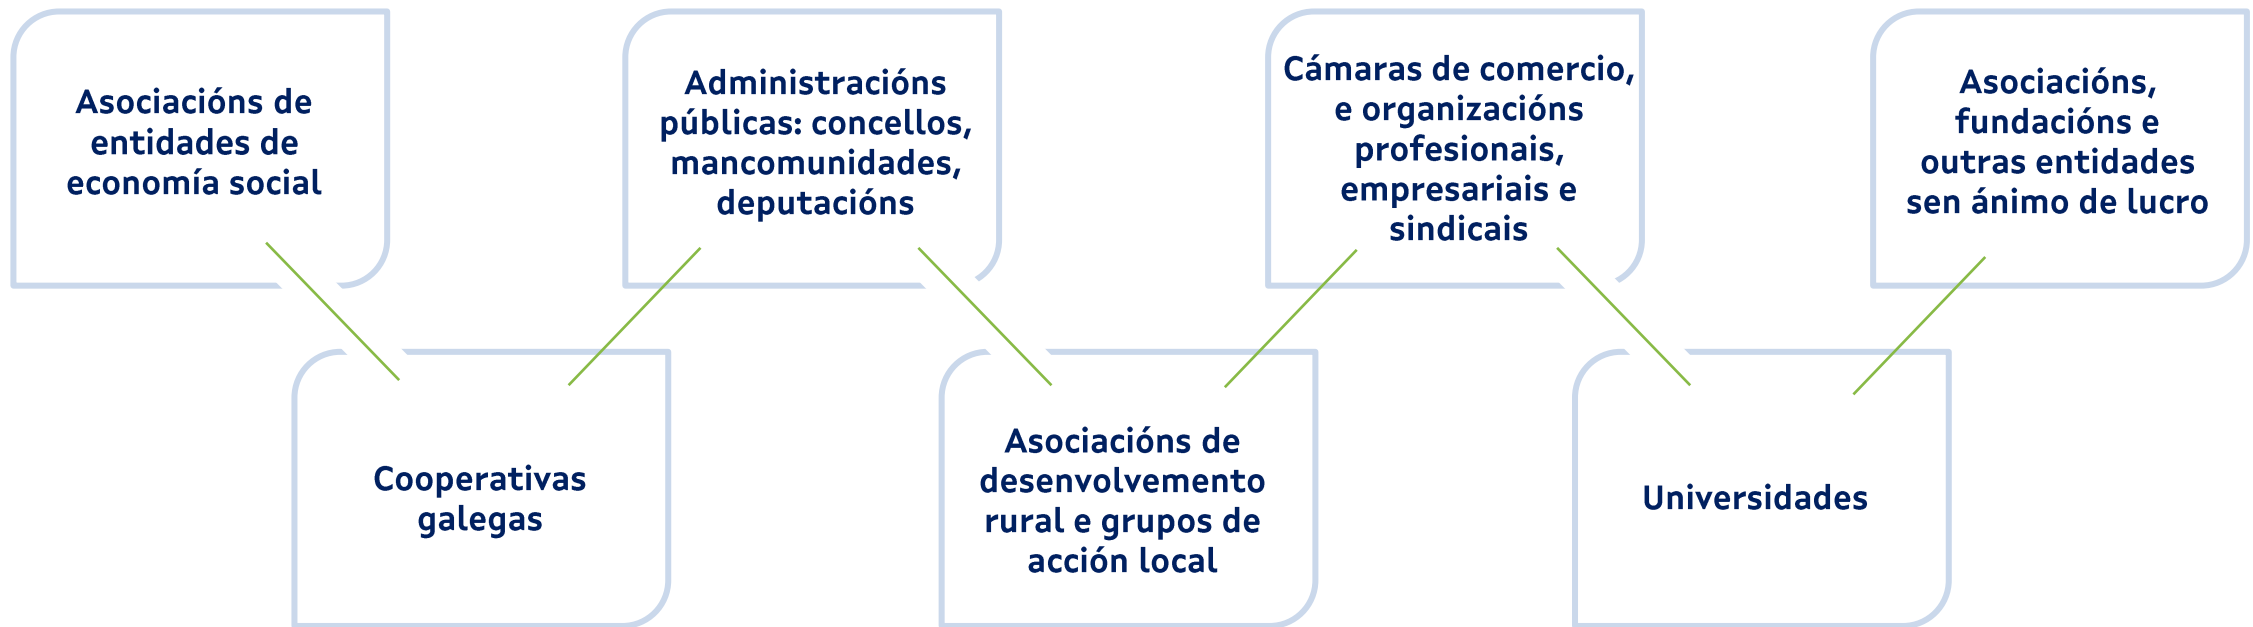 Asociacións de
entidades de
economía social
Cooperativas
galegas
Administracións
públicas: concellos,
mancomunidades,
deputacións
Asociacións de
desenvolvemento
rural e grupos de
acción local
Cámaras de comercio,
e organizacións
profesionais,
empresariais e
sindicais
Universidades
Asociacións,
fundacións e
outras entidades
sen ánimo de lucro